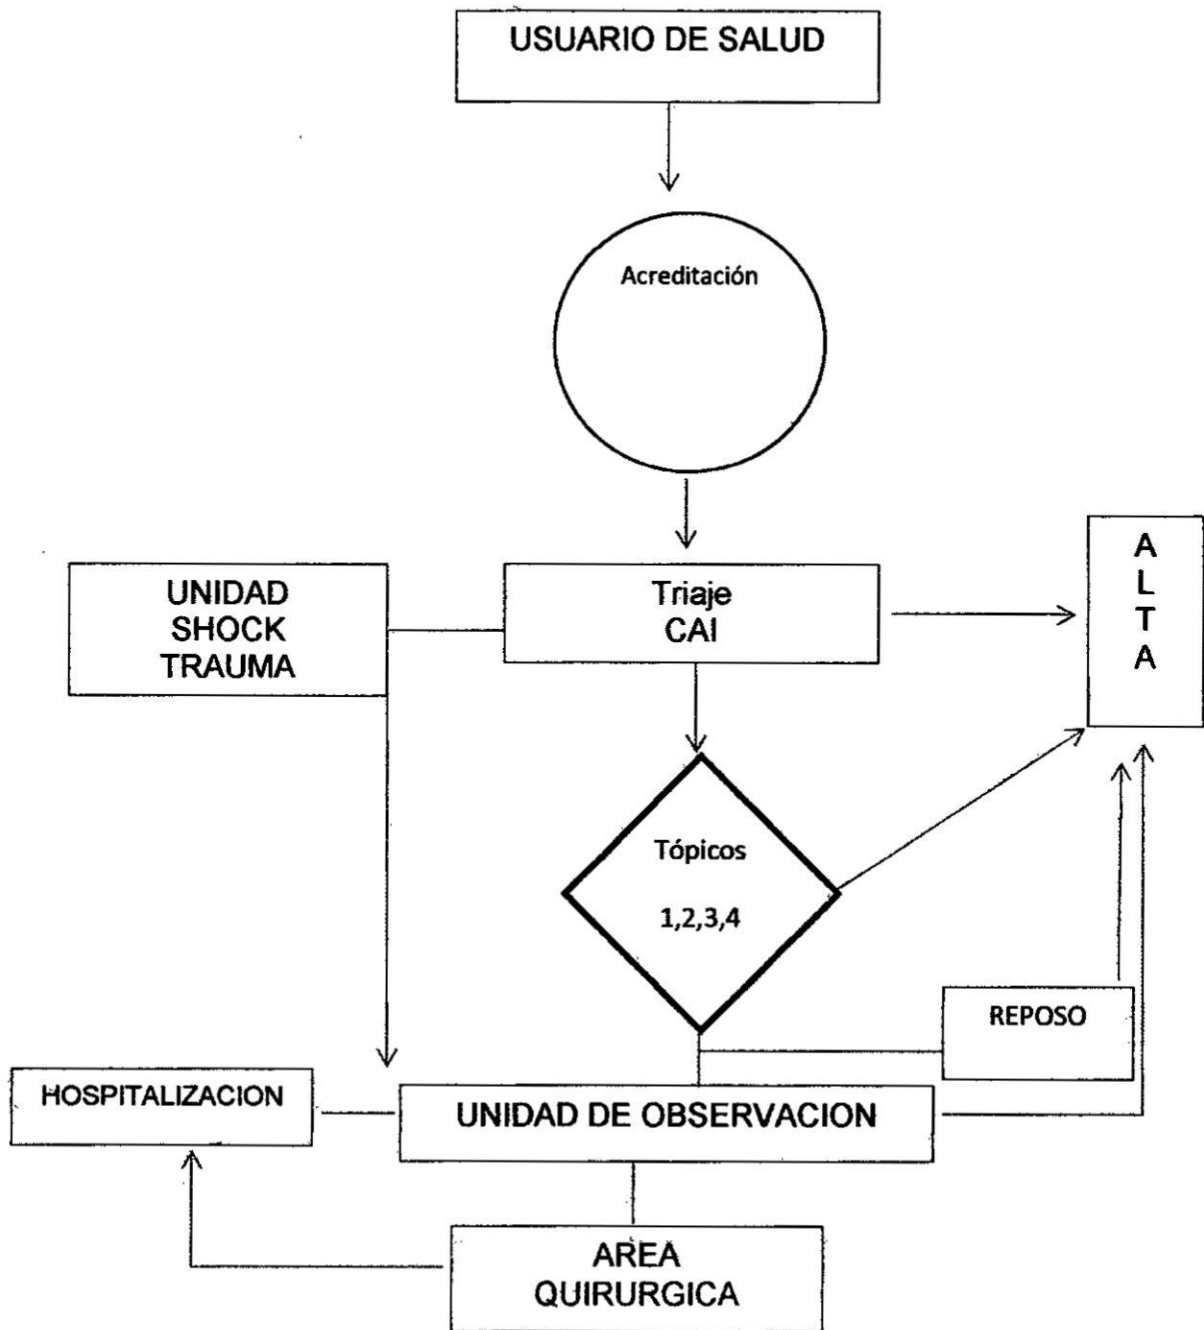 USUARIO DE SALUD
Acreditación
UNIDAD
SHOCK
TRAUMA
Triaje
CAI
A
L
T
A
Tópicos
1,2,3,4
REPOSO
HOSPITALIZACION
UNIDAD DE OBSERVACION
AREA
QUIRURGICA